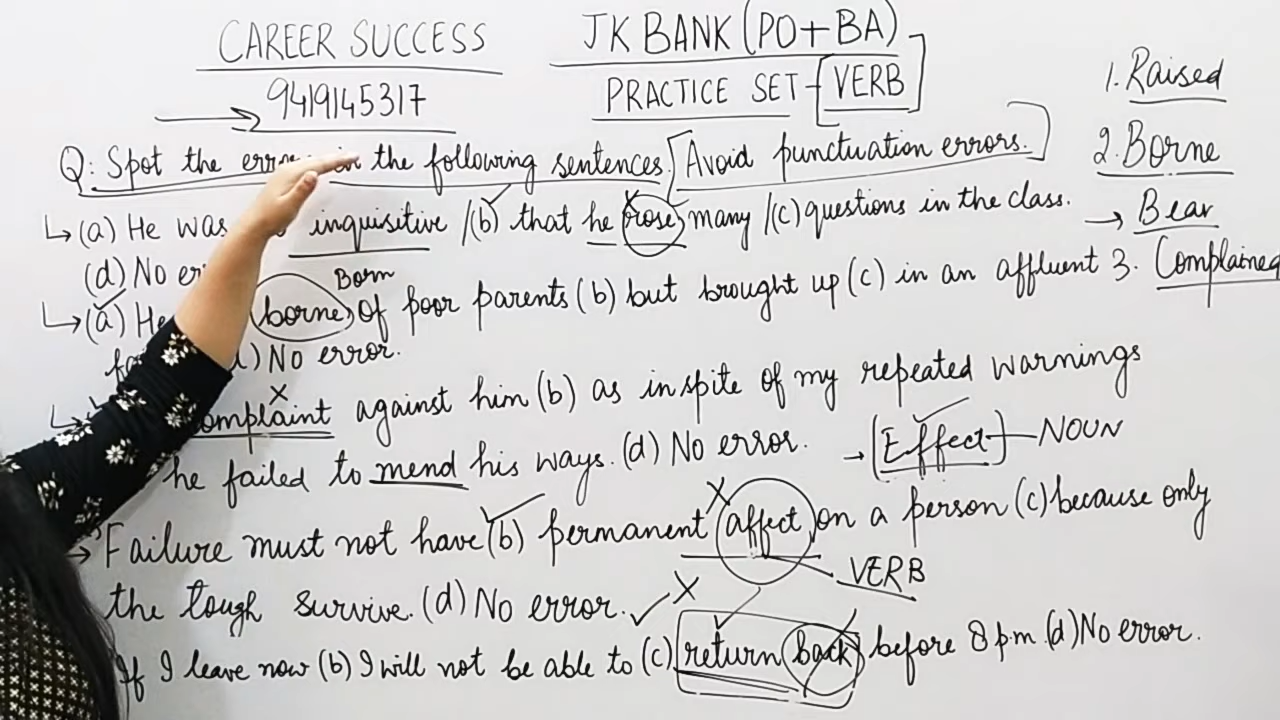 CAREER SUCCESS
9419145317
JK BANK (PO+BA)
PRACTICE SET - VERB
1. Raised
2. Borne
→ Bear
3. Complained
Q: Spot the in the following sentences. [Avoid punctuation errors.]
↳ (a) He was inquisitive /(b) that he rose many /(c) questions in the class.
(d) No
Born
↳ (a) He borne of poor parents (b) but brought up (c) in an affluent
) No error.
omplaint against him (b) as inspite of my repeated warnings
he failed to mend his ways. (d) No error.
→ [Effect] NOUN
→ Failure must not have (b) permanent affect on a person (c) because only
VERB
the tough survive. (d) No error.
If I leave now (b) I will not be able to (c) return back before 8 pm. (d) No error.